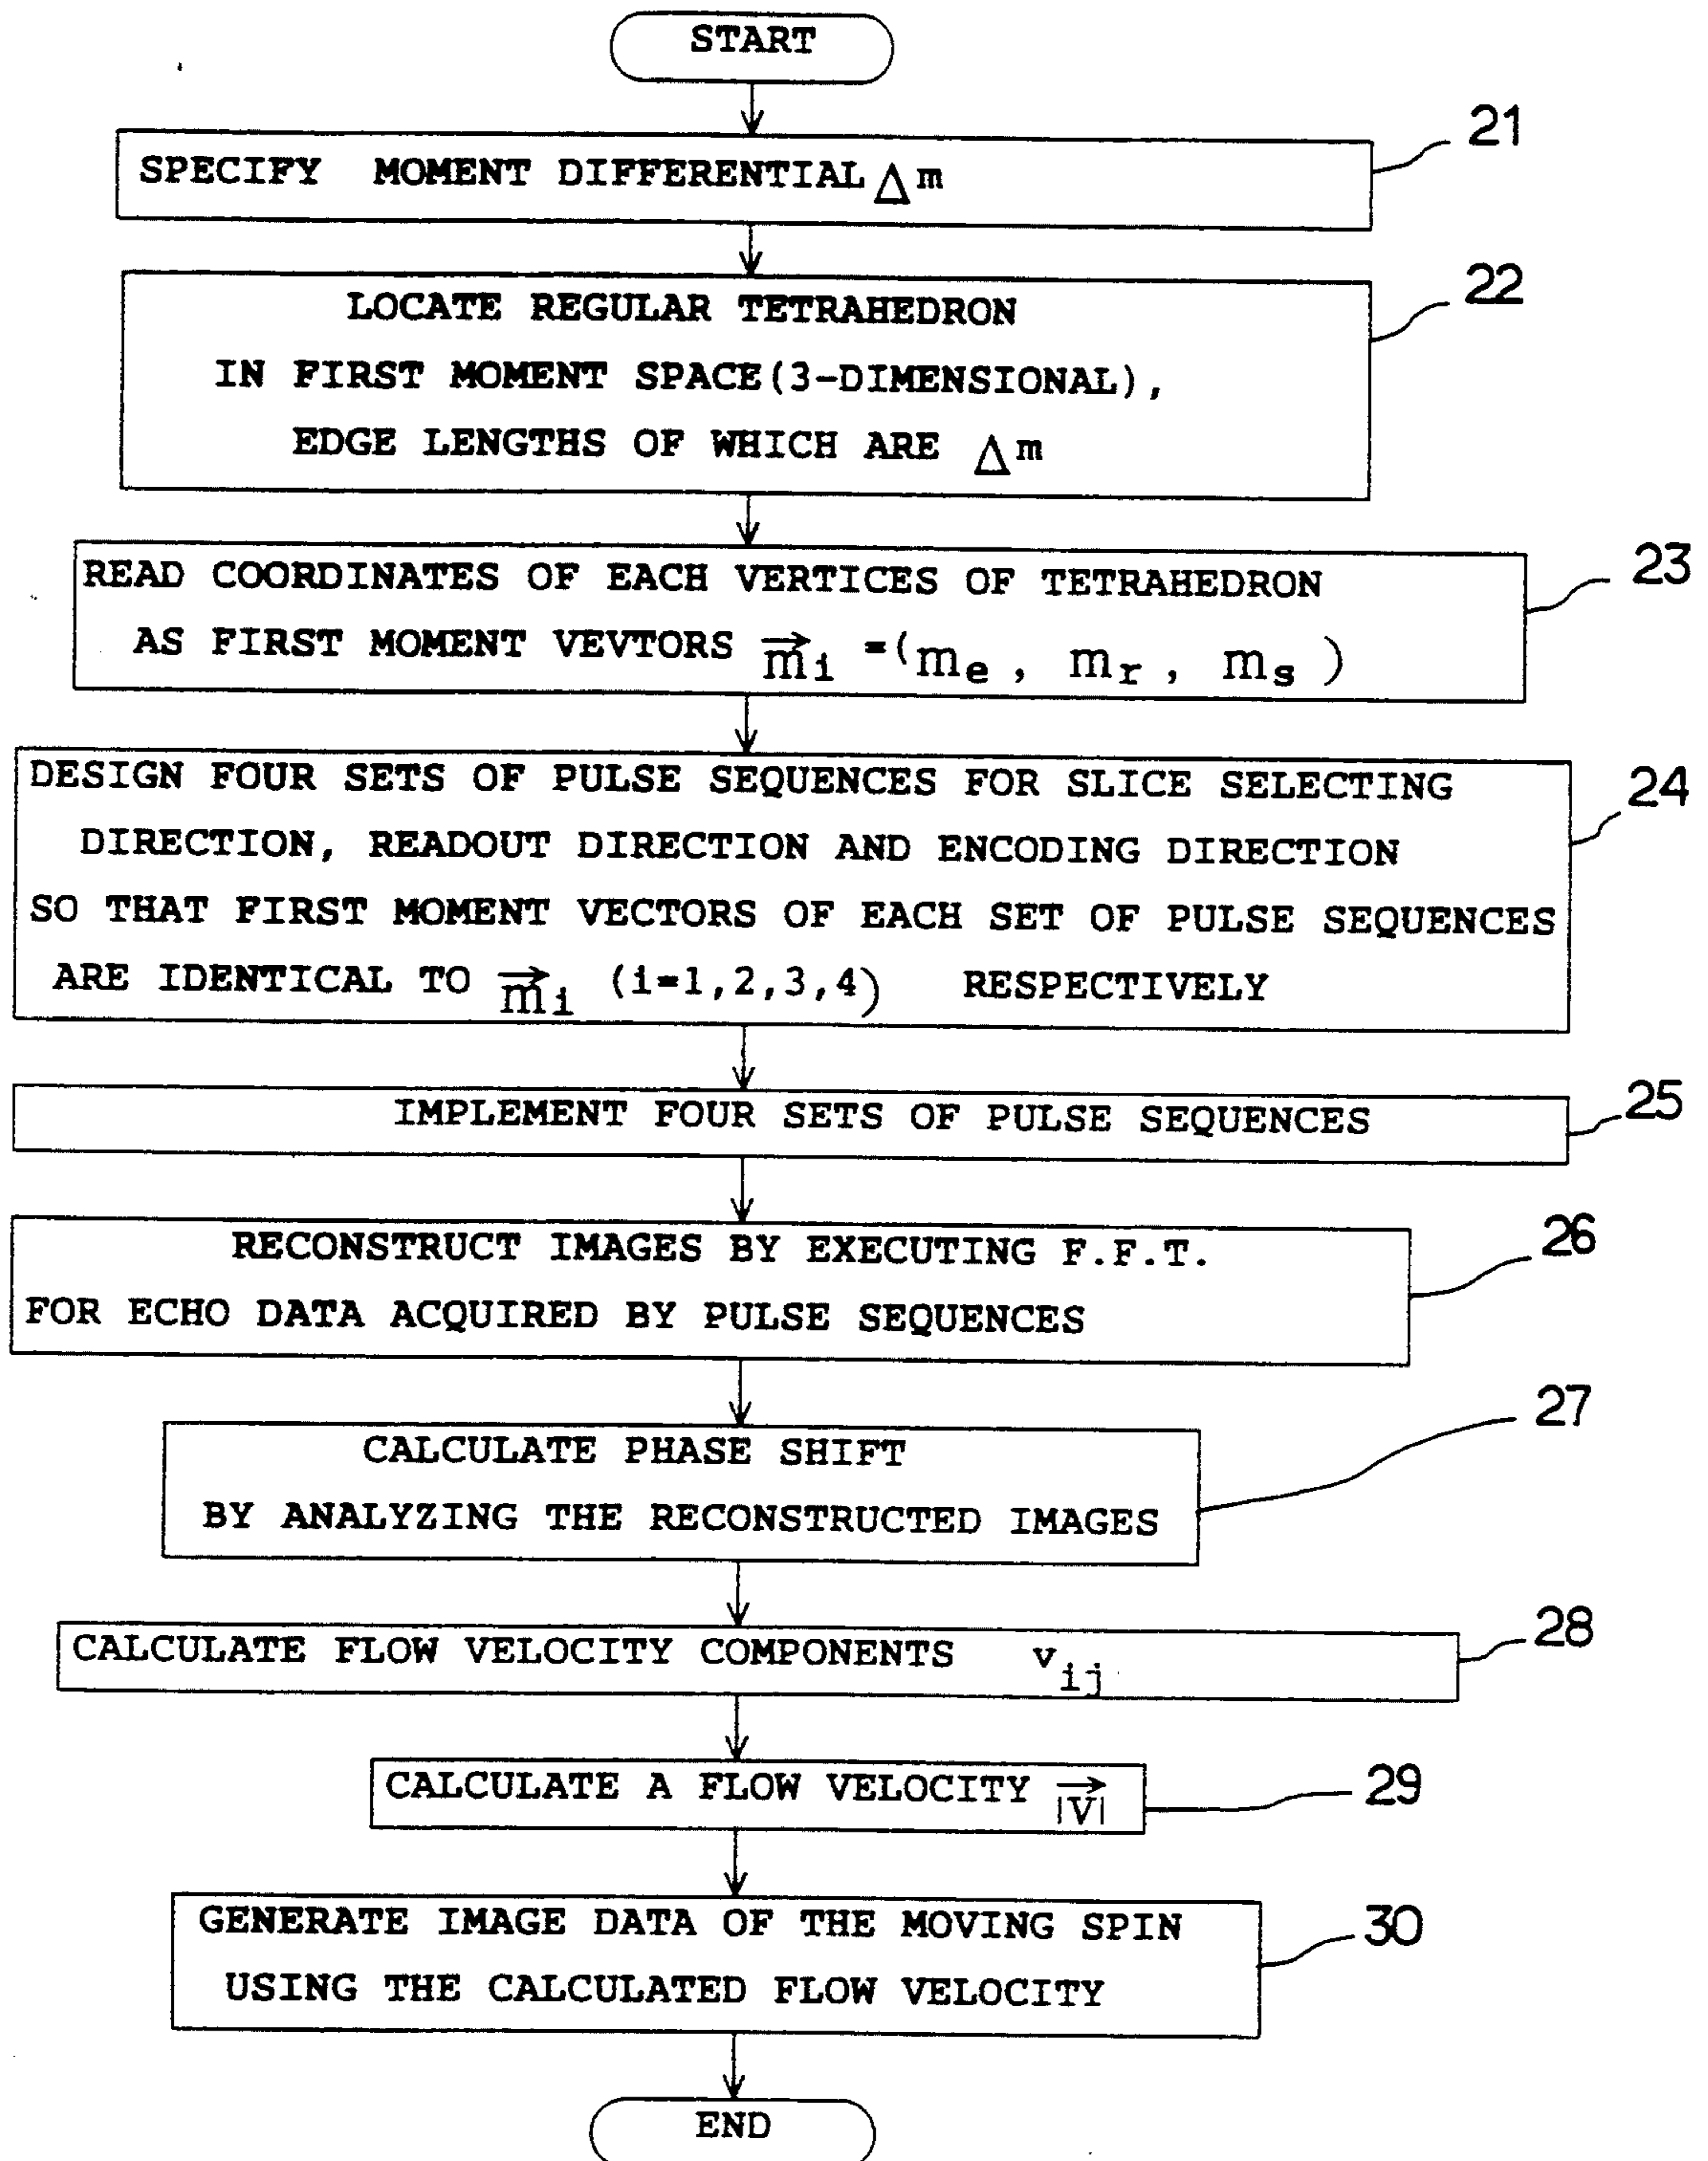 START
21
SPECIFY MOMENT DIFFERENTIAL Δm
22
LOCATE REGULAR TETRAHEDRON
IN FIRST MOMENT SPACE(3-DIMENSIONAL),
EDGE LENGTHS OF WHICH ARE Δm
23
READ COORDINATES OF EACH VERTICES OF TETRAHEDRON
AS FIRST MOMENT VEVTORS m⃗i =(me, mr, ms)
24
DESIGN FOUR SETS OF PULSE SEQUENCES FOR SLICE SELECTING
DIRECTION, READOUT DIRECTION AND ENCODING DIRECTION
SO THAT FIRST MOMENT VECTORS OF EACH SET OF PULSE SEQUENCES
ARE IDENTICAL TO m⃗i (i=1,2,3,4) RESPECTIVELY
25
IMPLEMENT FOUR SETS OF PULSE SEQUENCES
26
RECONSTRUCT IMAGES BY EXECUTING F.F.T.
FOR ECHO DATA ACQUIRED BY PULSE SEQUENCES
27
CALCULATE PHASE SHIFT
BY ANALYZING THE RECONSTRUCTED IMAGES
28
CALCULATE FLOW VELOCITY COMPONENTS vij
29
CALCULATE A FLOW VELOCITY |V⃗|
30
GENERATE IMAGE DATA OF THE MOVING SPIN
USING THE CALCULATED FLOW VELOCITY
END